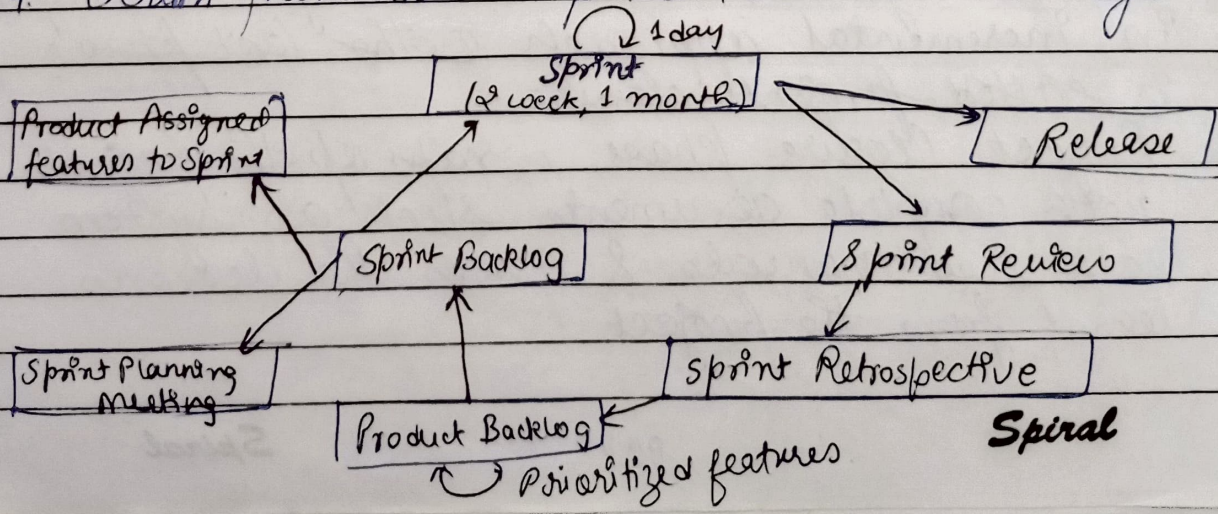 1 day
Sprint
(2 week, 1 month)
Product Assigned
features to Sprint
Release
Sprint Backlog
Sprint Review
Sprint Planning
Meeting
Sprint Retrospective
Product Backlog
Spiral
Prioritized features